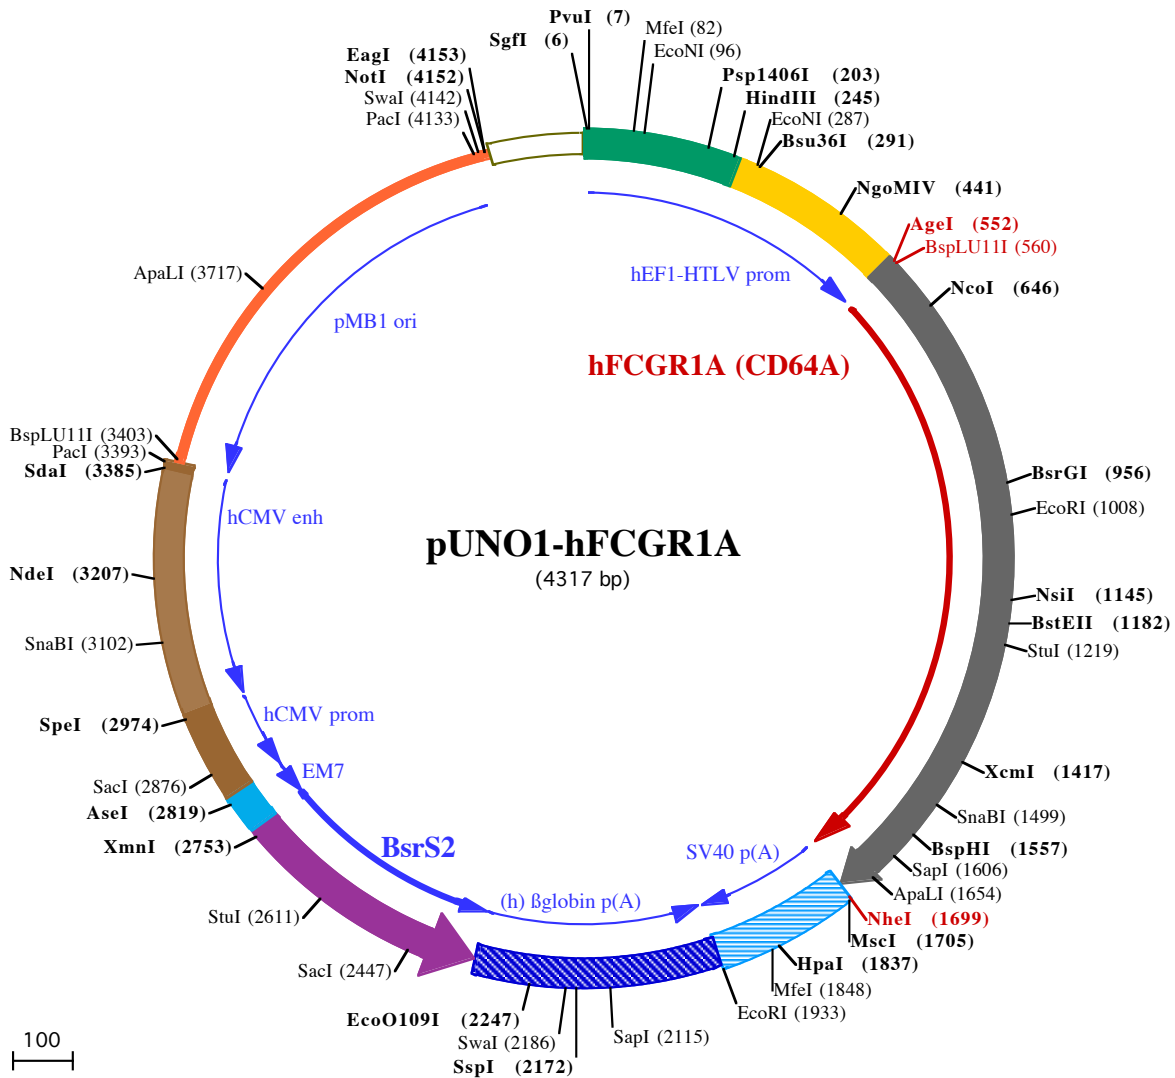 PvuI (7)
SgfI (6)
MfeI (82)
EcoNI (96)
EagI (4153)
NotI (4152)
SwaI (4142)
PacI (4133)
Psp1406I (203)
HindIII (245)
EcoNI (287)
Bsu36I (291)
NgoMIV (441)
AgeI (552)
BspLU11I (560)
NcoI (646)
ApaLI (3717)
hEF1-HTLV prom
pMB1 ori
hFCGR1A (CD64A)
BspLU11I (3403)
PacI (3393)
SdaI (3385)
BsrGI (956)
EcoRI (1008)
hCMV enh
pUNO1-hFCGR1A
(4317 bp)
NdeI (3207)
NsiI (1145)
BstEII (1182)
SnaBI (3102)
StuI (1219)
SpeI (2974)
hCMV prom
EM7
XcmI (1417)
SacI (2876)
AseI (2819)
SnaBI (1499)
XmnI (2753)
BsrS2
SV40 p(A)
BspHI (1557)
SapI (1606)
ApaLI (1654)
(h) ßglobin p(A)
StuI (2611)
NheI (1699)
MscI (1705)
HpaI (1837)
SacI (2447)
MfeI (1848)
EcoRI (1933)
EcoO109I (2247)
SwaI (2186)
SapI (2115)
SspI (2172)
100